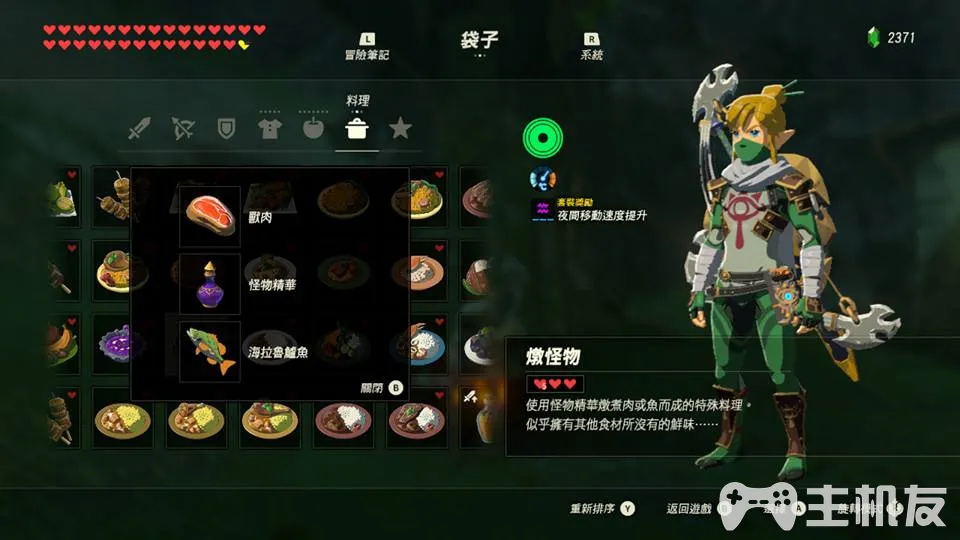 L
冒險筆記
袋子
R
系統
2371
料理
獸肉
怪物精華
海拉魯鱸魚
關閉 B
套裝獎勵
夜間移動速度提升
燉怪物
使用怪物精華燉煮肉或魚而成的特殊料理。
似乎擁有其他食材所沒有的鮮味……
重新排序 Y
返回遊戲
主机友